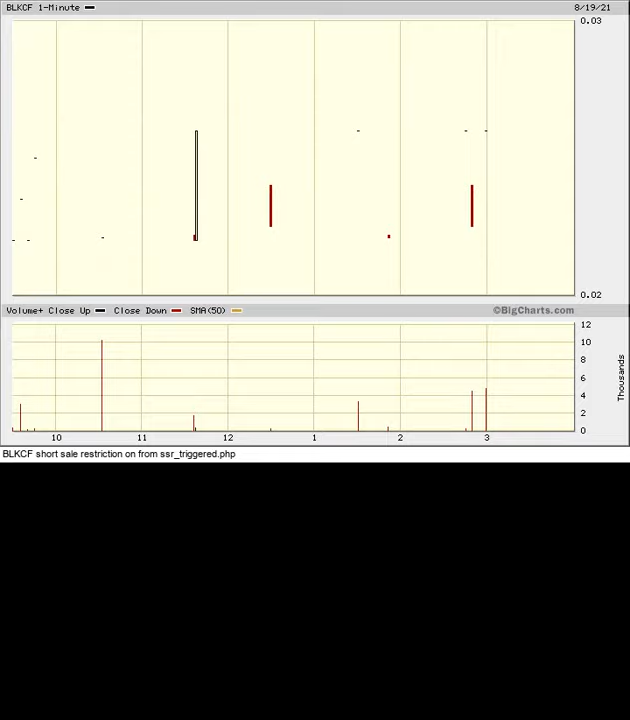 BLKCF 1-Minute 8/19/21
0.03
0.02
Volume+ Close Up Close Down SMA(50) ©BigCharts.com
12
10
8
6
4
2
0
Thousands
10 11 12 1 2 3
BLKCF short sale restriction on from ssr_triggered.php